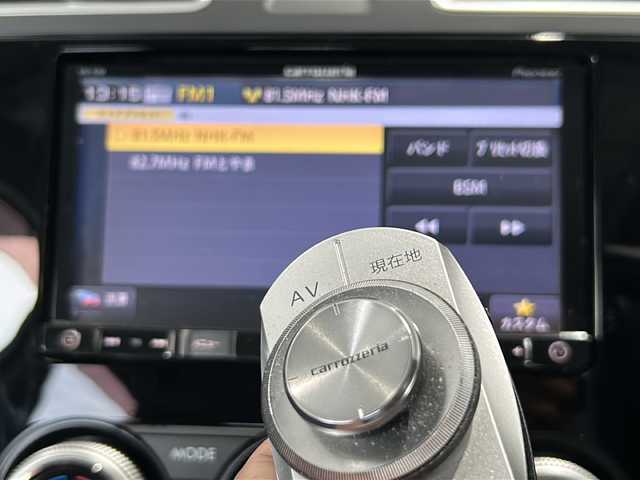 carrozzeria
Pioneer
13:15 FM1 81.5MHz NHK-FM
81.5MHz NHK-FM
82.7MHz FMとやま
バンド
プリセット切換
BSM
カスタム
AV
現在地
carrozzeria
MODE